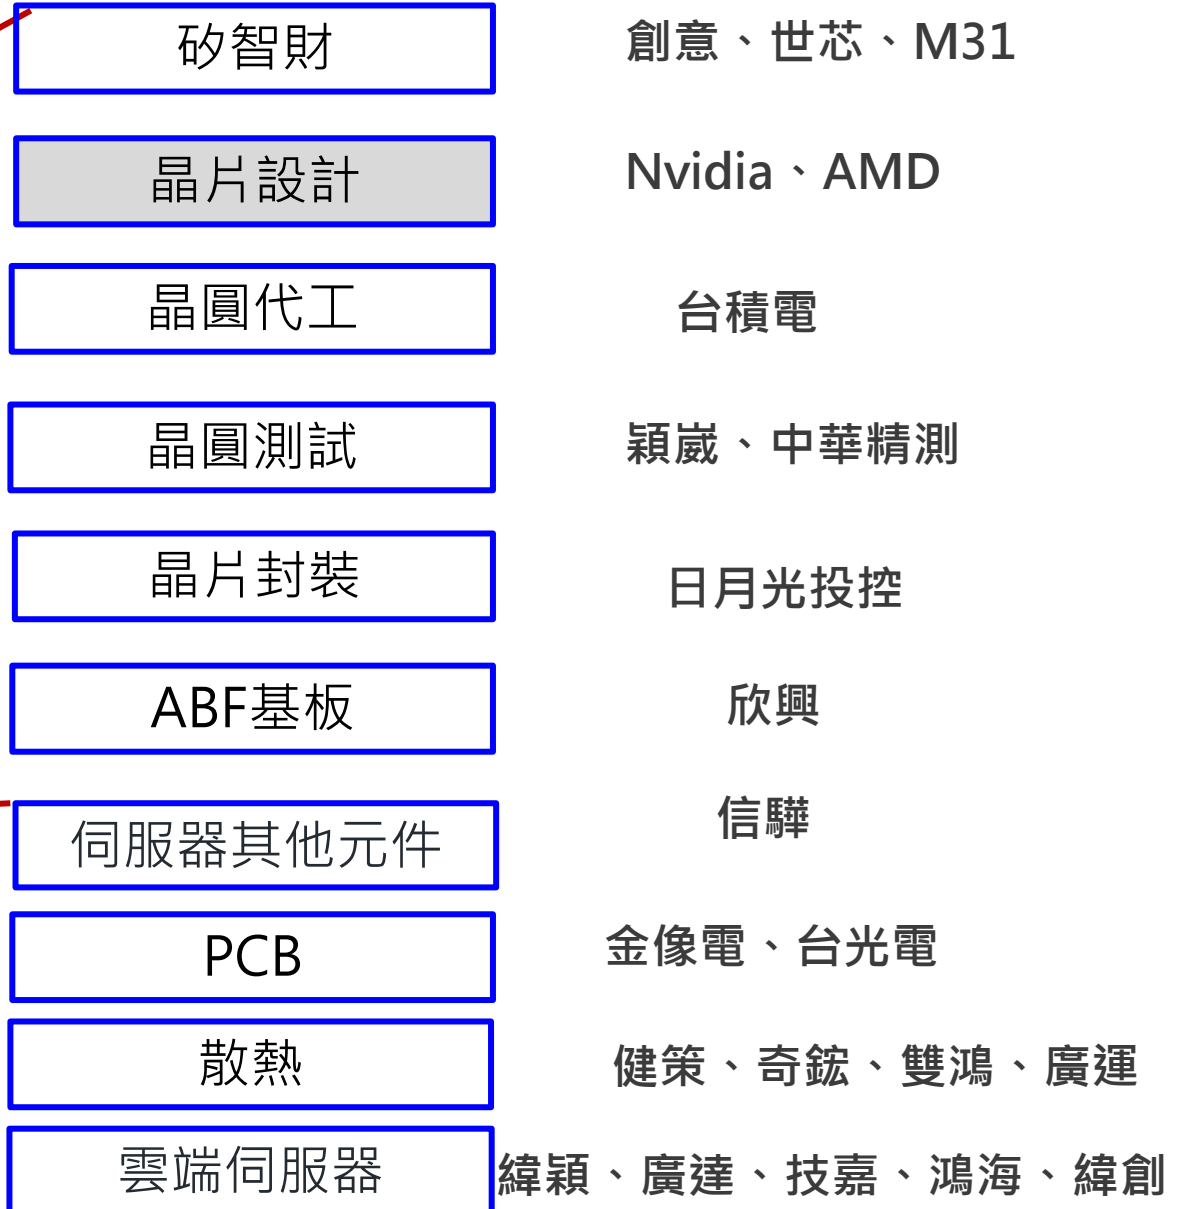 矽智財 創意、世芯、M31
晶片設計 Nvidia、AMD
晶圓代工 台積電
晶圓測試 穎崴、中華精測
晶片封裝 日月光投控
ABF基板 欣興
伺服器其他元件 信驊
PCB 金像電、台光電
散熱 健策、奇鋐、雙鴻、廣運
雲端伺服器 緯穎、廣達、技嘉、鴻海、緯創